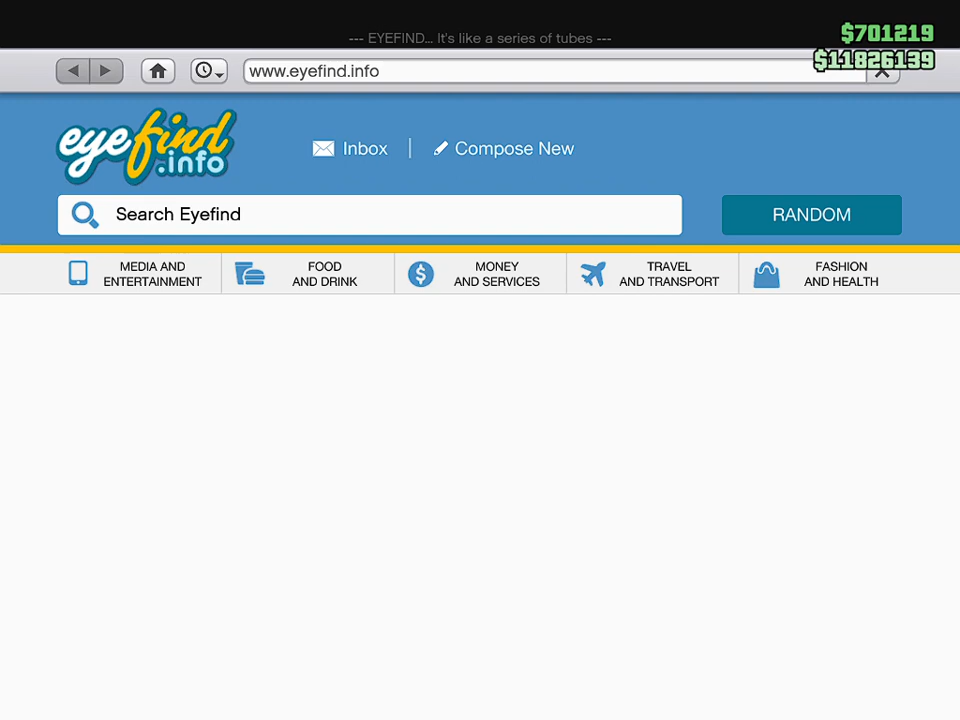 --- EYEFIND... It's like a series of tubes ---
$701219
$11826139
www.eyefind.info
eyefind
.info
Inbox
Compose New
Search Eyefind
RANDOM
MEDIA AND
ENTERTAINMENT
FOOD
AND DRINK
MONEY
AND SERVICES
TRAVEL
AND TRANSPORT
FASHION
AND HEALTH